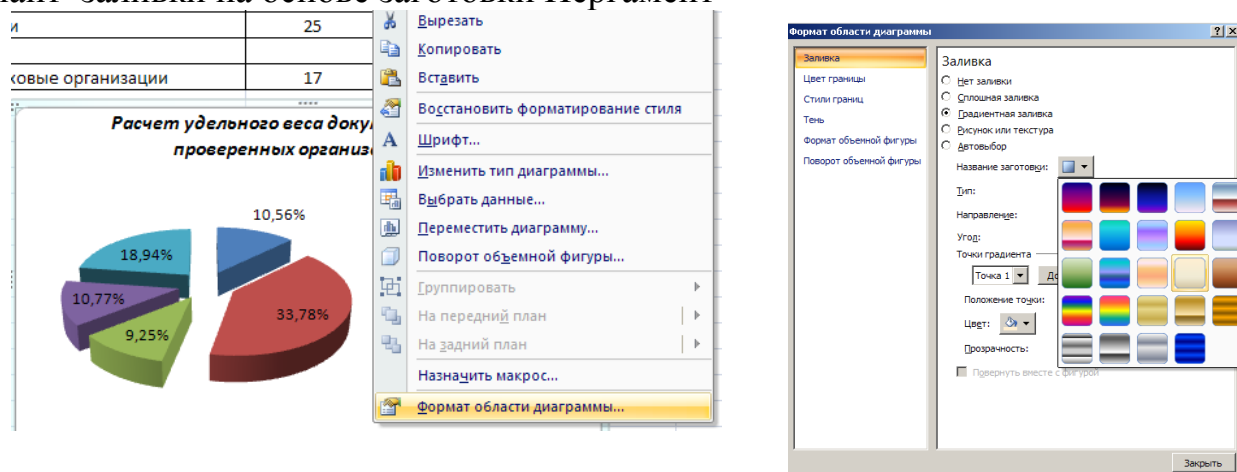 заливки на основе заготовки Пергамент
и 25
ховые организации 17
Расчет удельного веса доку
проверенных организ
10,56%
18,94%
10,77%
33,78%
9,25%
Вырезать
Копировать
Вставить
Восстановить форматирование стиля
Шрифт...
Изменить тип диаграммы...
Выбрать данные...
Переместить диаграмму...
Поворот объемной фигуры...
Группировать
На передний план
На задний план
Назначить макрос...
Формат области диаграммы...
Формат области диаграммы
Заливка
Цвет границы
Стили границ
Тень
Формат объемной фигуры
Поворот объемной фигуры
Заливка
Нет заливки
Сплошная заливка
Градиентная заливка
Рисунок или текстура
Автовыбор
Название заготовки:
Тип:
Направление:
Угол:
Точки градиента
Точка 1 До
Положение точки:
Цвет:
Прозрачность:
Повернуть вместе с фигурой
Закрыть